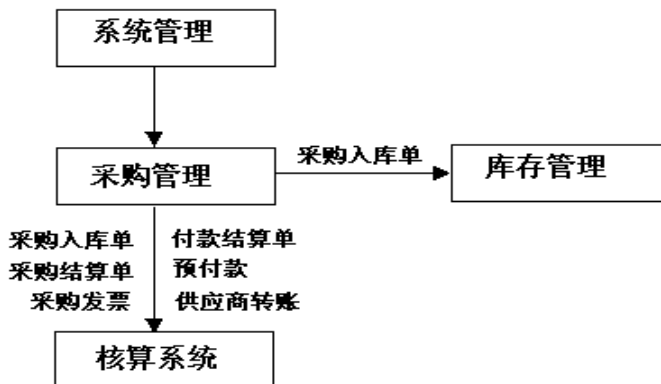 系统管理
采购入库单
采购管理
库存管理
采购入库单 付款结算单
采购结算单 预付款
采购发票 供应商转账
核算系统